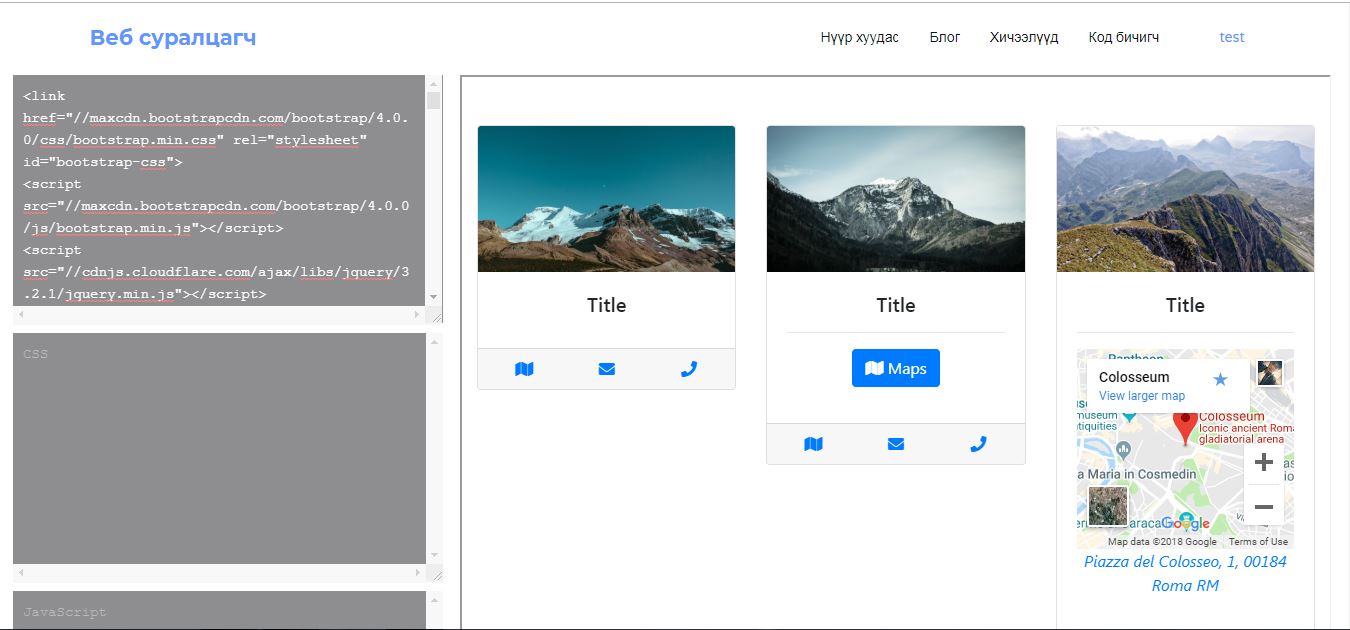 Веб суралцагч
Нүүр хуудас Блог Хичээлүүд Код бичигч test
<link
href="//maxcdn.bootstrapcdn.com/bootstrap/4.0.
0/css/bootstrap.min.css" rel="stylesheet"
id="bootstrap-css">
<script
src="//maxcdn.bootstrapcdn.com/bootstrap/4.0.0
/js/bootstrap.min.js"></script>
<script
src="//cdnjs.cloudflare.com/ajax/libs/jquery/3
.2.1/jquery.min.js"></script>
CSS
JavaScript
Title
Title
Maps
Title
Pantheon
Colosseum
View larger map
museum
tiquities
Colosseum
Iconic ancient Rom
gladiatorial arena
a Maria in Cosmedin
Google
Map data ©2018 Google Terms of Use
Piazza del Colosseo, 1, 00184
Roma RM